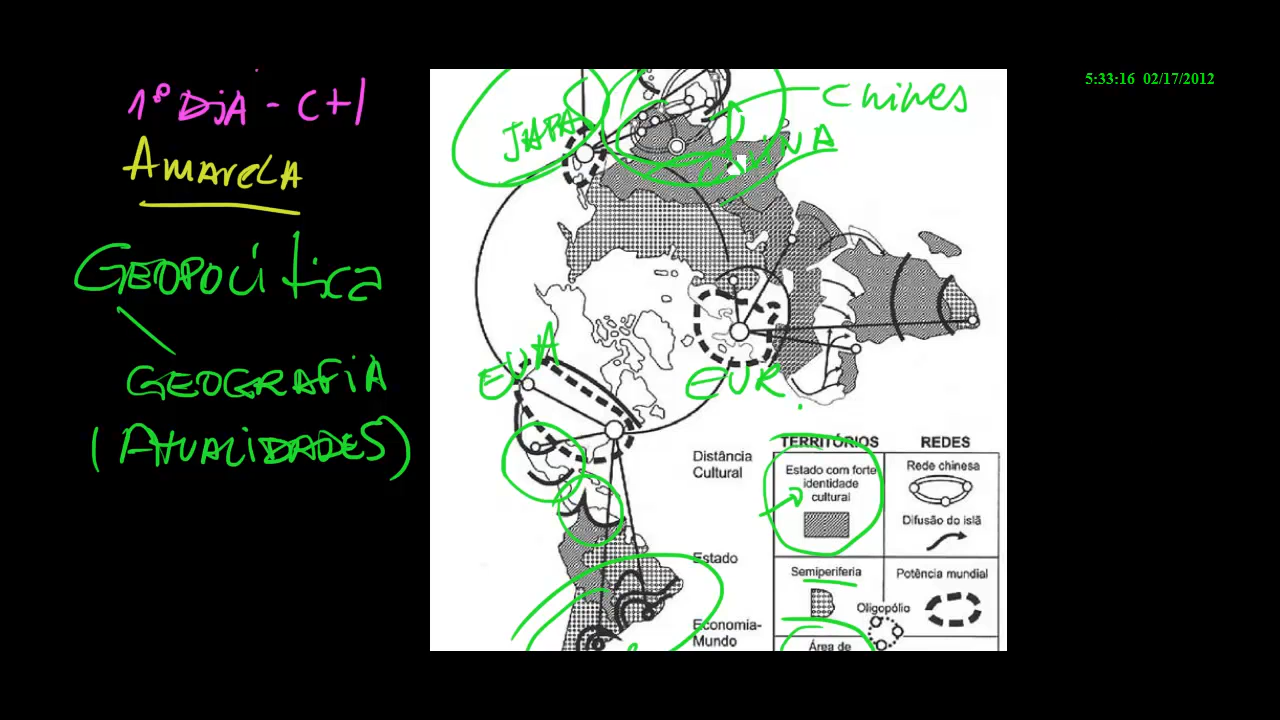 5:33:16 02/17/2012
1º DIA - C+H
AMARELA
GEOPOLÍTICA
GEOGRAFIA
(ATUALIDADES)
JAPÃO
CHINES
CHINA
EUA
EUR.
TERRITÓRIOS REDES
Distância
Cultural
Estado com forte
identidade
cultural
Rede chinesa
Difusão do islã
Estado
Semiperiferia
Potência mundial
Oligopólio
Economia-
Mundo
Área de